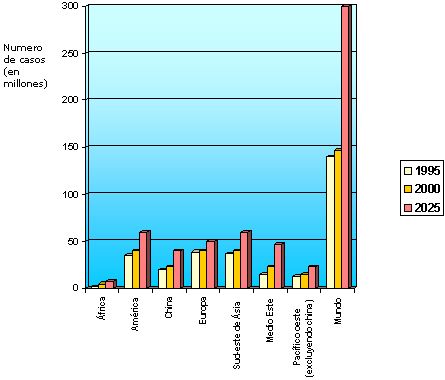 Numero
de casos
(en
millones)
300
250
200
150
100
50
0
África
América
China
Europa
Sud-este de Ásia
Medio Este
Pacífico oeste
(excluyendo china)
Mundo
1995
2000
2025